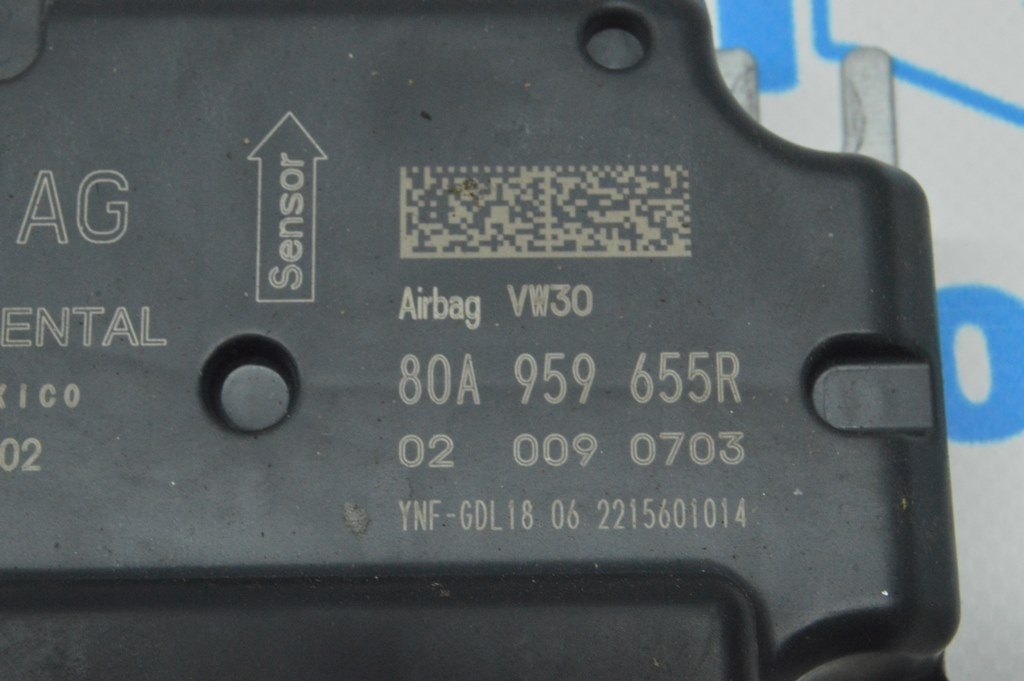 AG
Sensor
ENTAL
XICO
02
Airbag VW30
80A 959 655R
02 009 0703
YNF-GDL18 06 2215601014